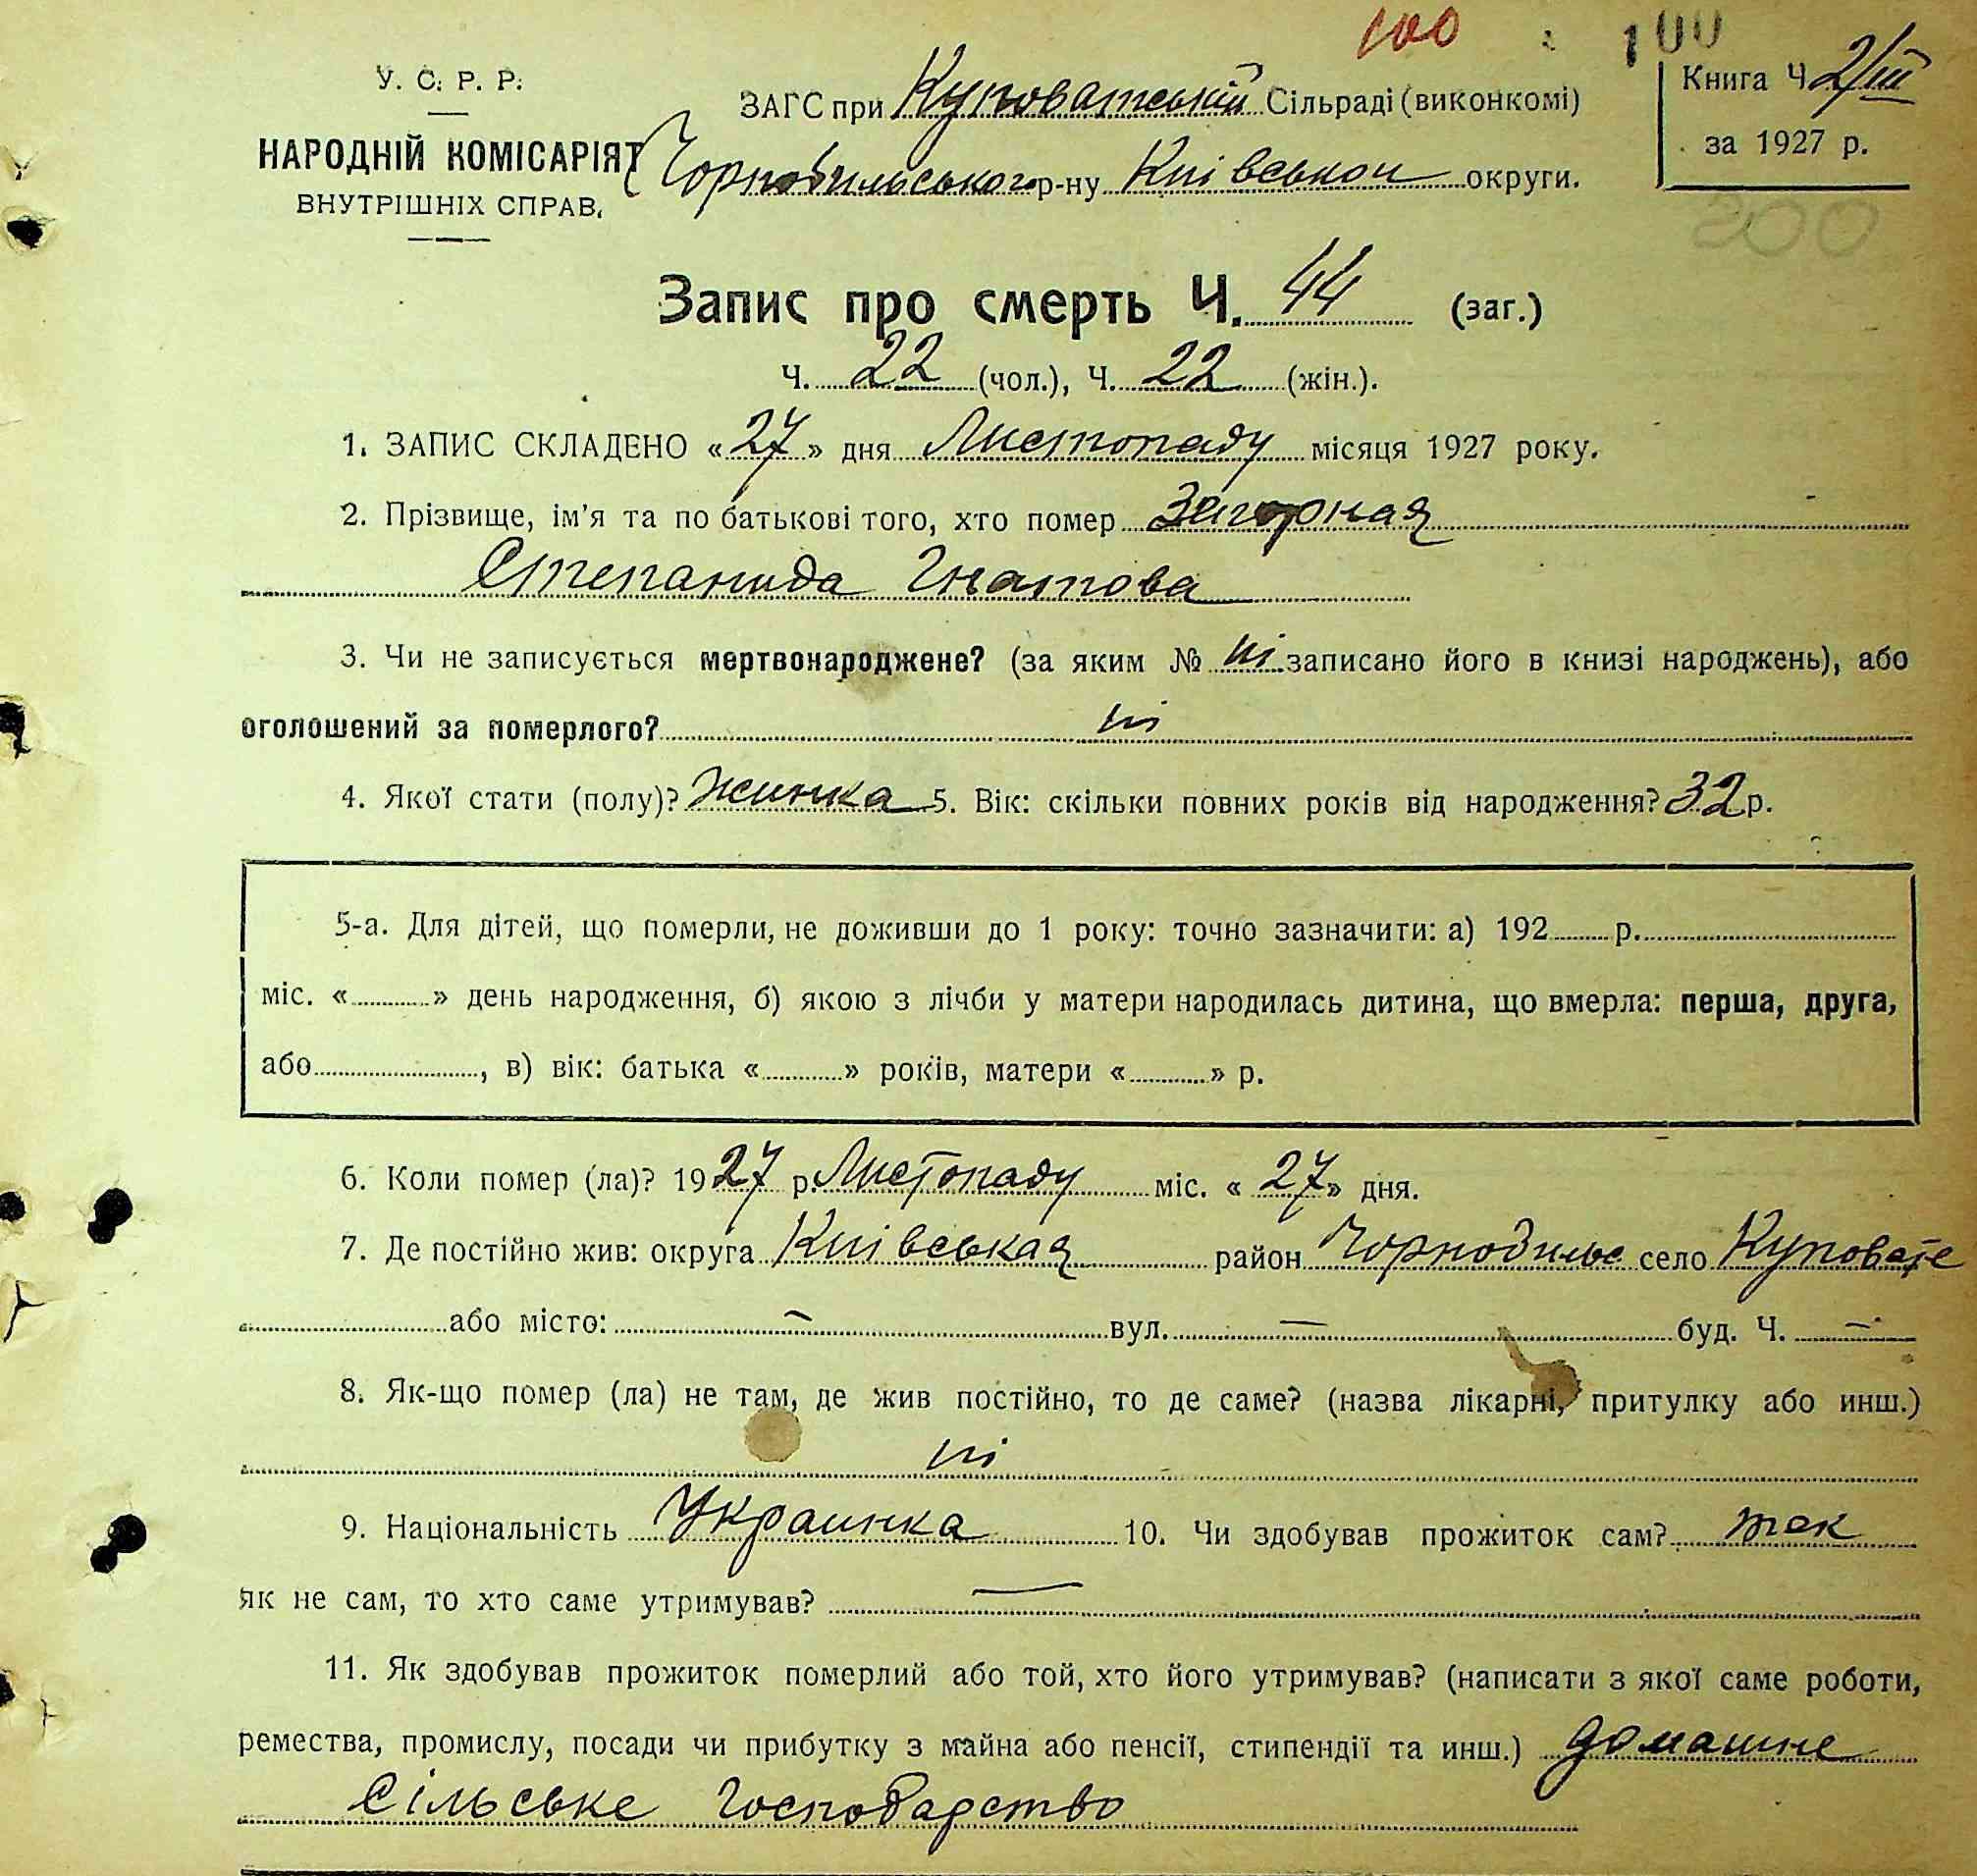 100 100
У. С. Р. Р.
ЗАГС при Куповатській Сільраді (виконкомі)
Книга Ч 2/III
за 1927 р.
НАРОДНІЙ КОМІСАРІЯТ
ВНУТРІШНІХ СПРАВ.
Чорнобильського р-ну Киівськои округи.
200
Запис про смерть Ч. 44 (заг.)
Ч. 22 (чол.), Ч. 22 (жін.).
1. ЗАПИС СКЛАДЕНО «27» дня Листопаду місяця 1927 року.
2. Прізвище, ім'я та по батькові того, хто помер Загорная
Степанида Гнатова
3. Чи не записується мертвонароджене? (за яким № ні записано його в книзі народжень), або
оголошений за померлого? ні
4. Якої стати (полу)? Жинка 5. Вік: скільки повних років від народження? 32 р.
5-а. Для дітей, що померли, не доживши до 1 року: точно зазначити: а) 192 р.
міс. « » день народження, б) якою з лічби у матери народилась дитина, що вмерла: перша, друга,
або , в) вік: батька « » років, матери « » р.
6. Коли помер (ла)? 1927 р. Листопаду міс. «27» дня.
7. Де постійно жив: округа Киівськая район Чорнобильс село Куповате
або місто: – вул. – буд. Ч. –
8. Як-що помер (ла) не там, де жив постійно, то де саме? (назва лікарні, притулку або инш.)
ні
9. Національність Украинка 10. Чи здобував прожиток сам? так
як не сам, то хто саме утримував? —
11. Як здобував прожиток померлий або той, хто його утримував? (написати з якої саме роботи,
ремества, промислу, посади чи прибутку з майна або пенсії, стипендії та инш.) домашне
сільське господарство